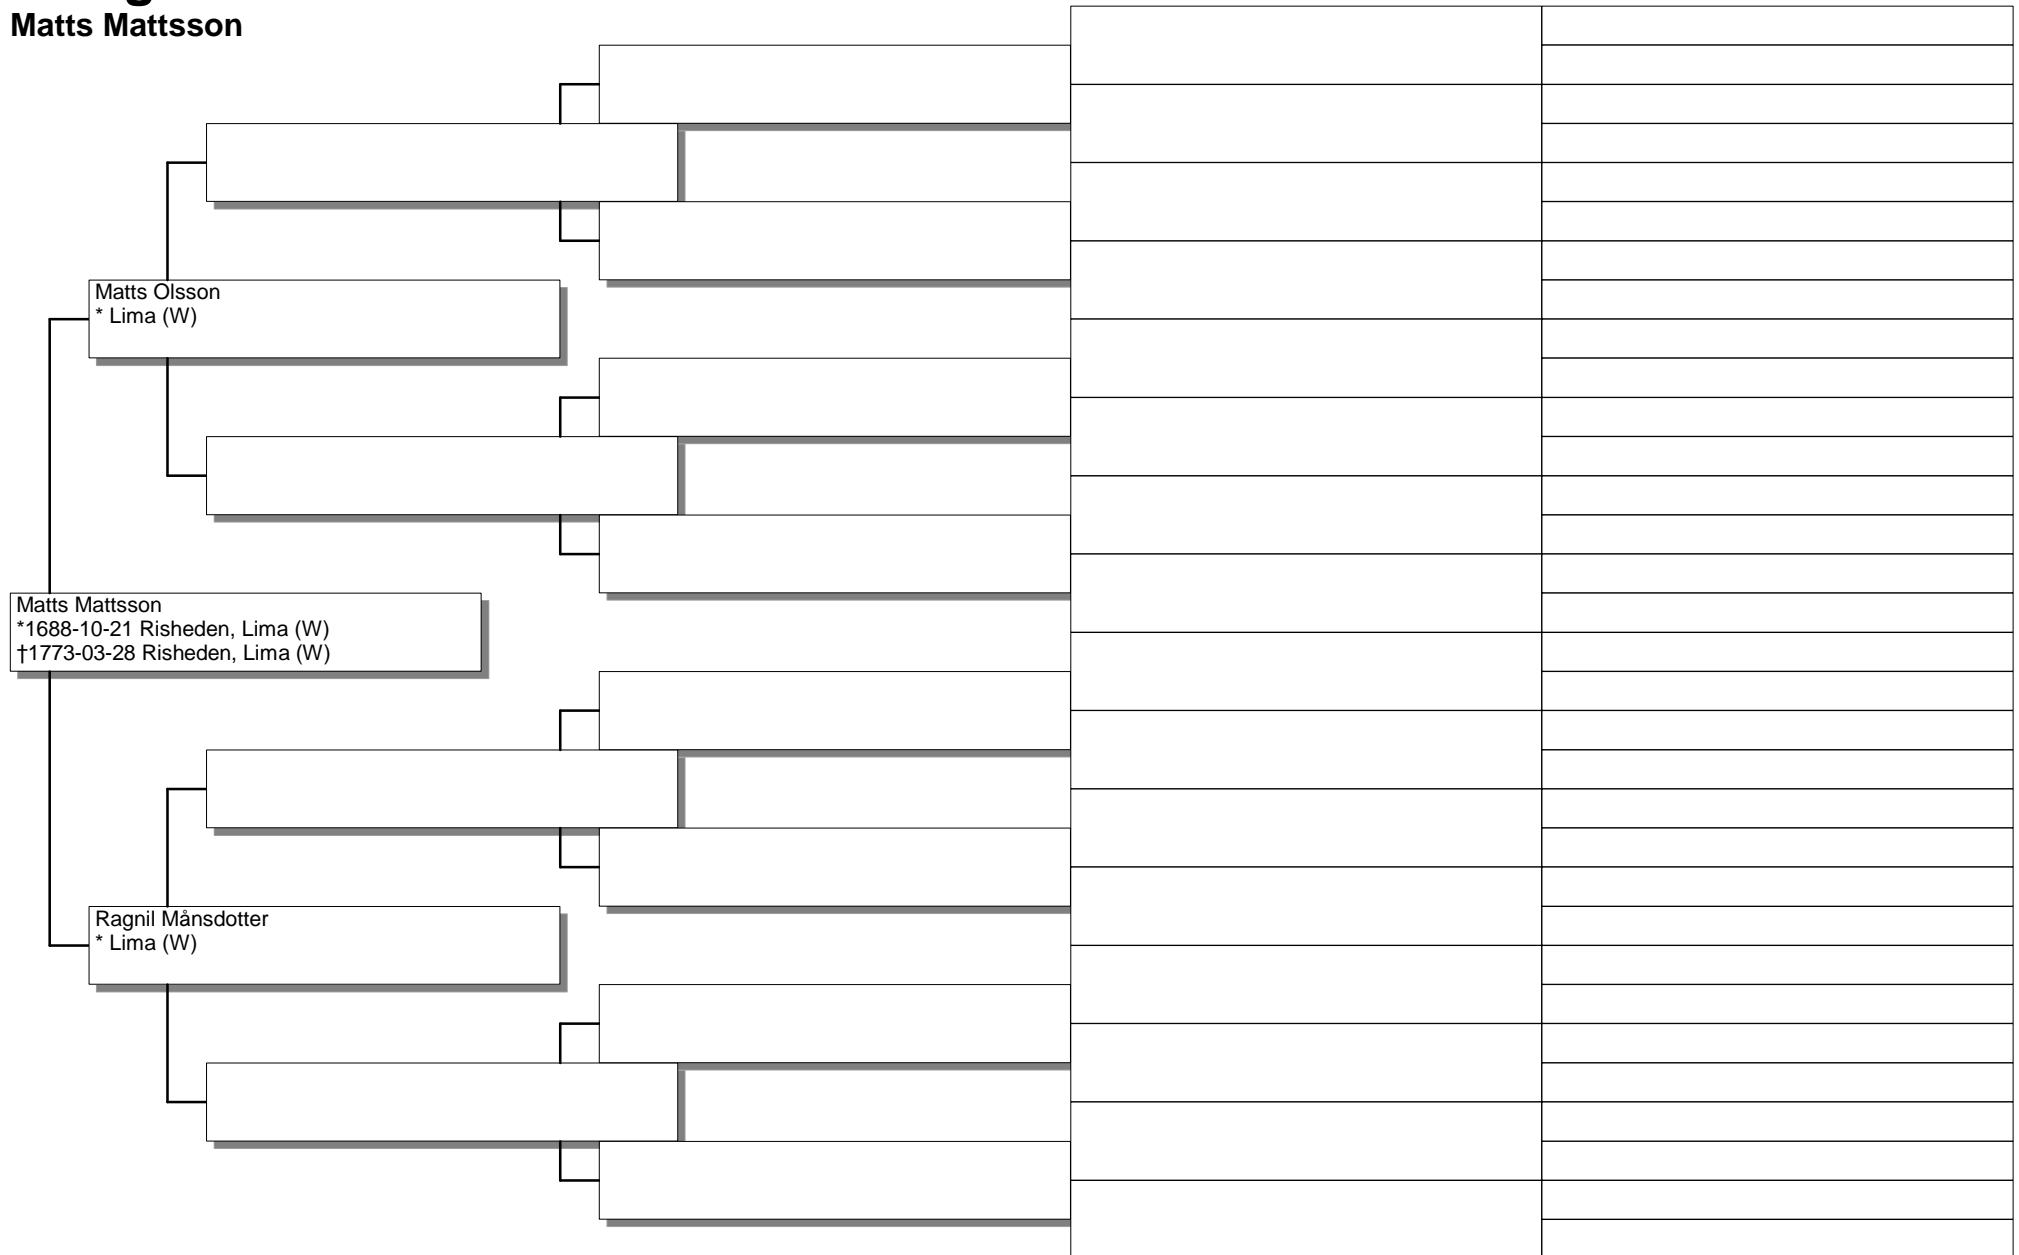 Matts Mattsson
Matts Olsson
* Lima (W)
Matts Mattsson
*1688-10-21 Risheden, Lima (W)
†1773-03-28 Risheden, Lima (W)
Ragnil Månsdotter
* Lima (W)